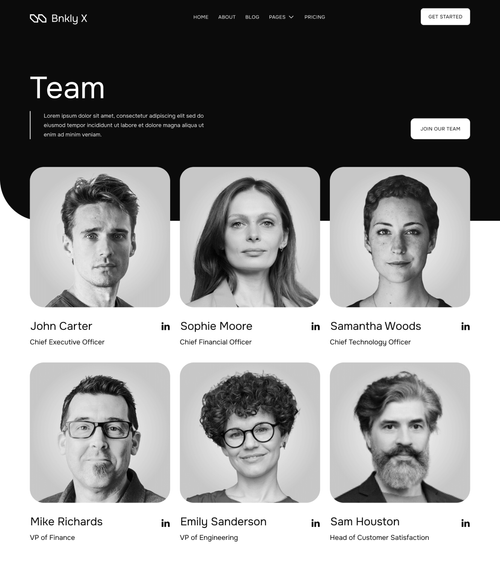 Bnkly X
HOME ABOUT BLOG PAGES PRICING
GET STARTED
Team
Lorem ipsum dolor sit amet, consectetur adipiscing elit sed do
eiusmod tempor incididunt ut labore et dolore magna aliqua ut
enim ad minim veniam.
JOIN OUR TEAM
John Carter in
Sophie Moore in
Samantha Woods in
Chief Executive Officer
Chief Financial Officer
Chief Technology Officer
Mike Richards in
Emily Sanderson in
Sam Houston in
VP of Finance
VP of Engineering
Head of Customer Satisfaction